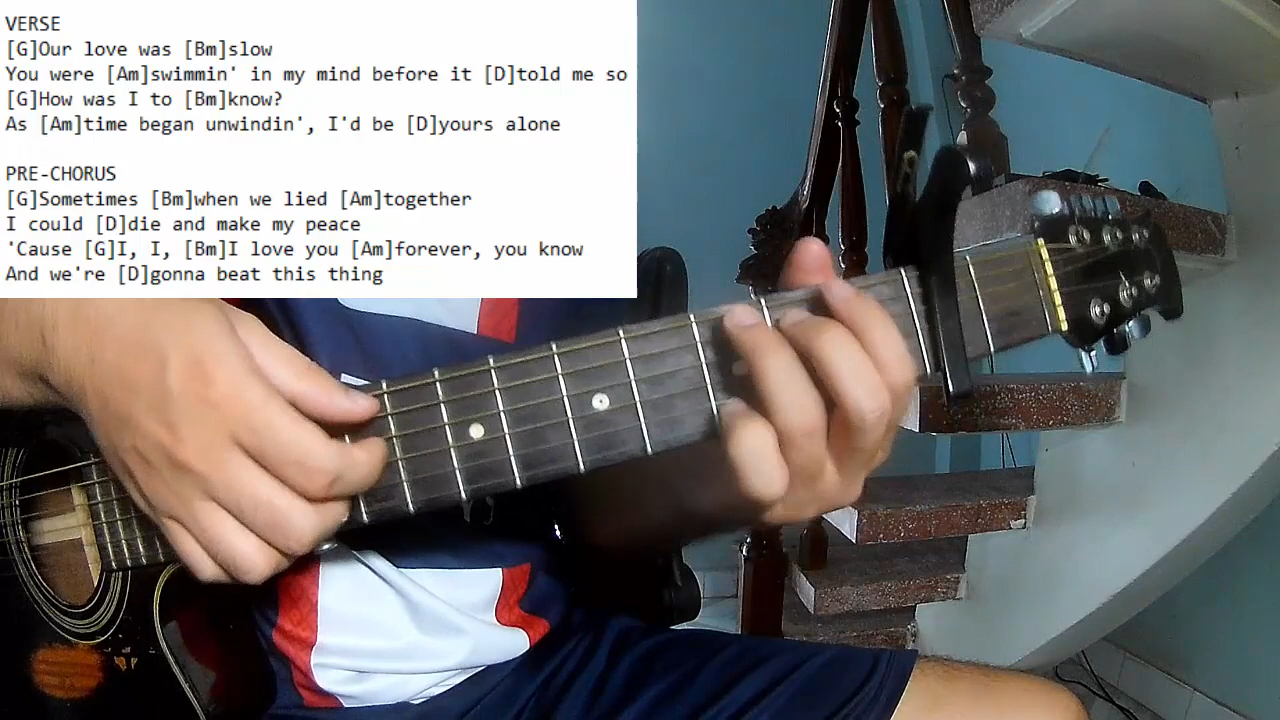 VERSE
[G]Our love was [Bm]slow
You were [Am]swimmin' in my mind before it [D]told me so
[G]How was I to [Bm]know?
As [Am]time began unwindin', I'd be [D]yours alone
PRE-CHORUS
[G]Sometimes [Bm]when we lied [Am]together
I could [D]die and make my peace
'Cause [G]I, I, [Bm]I love you [Am]forever, you know
And we're [D]gonna beat this thing